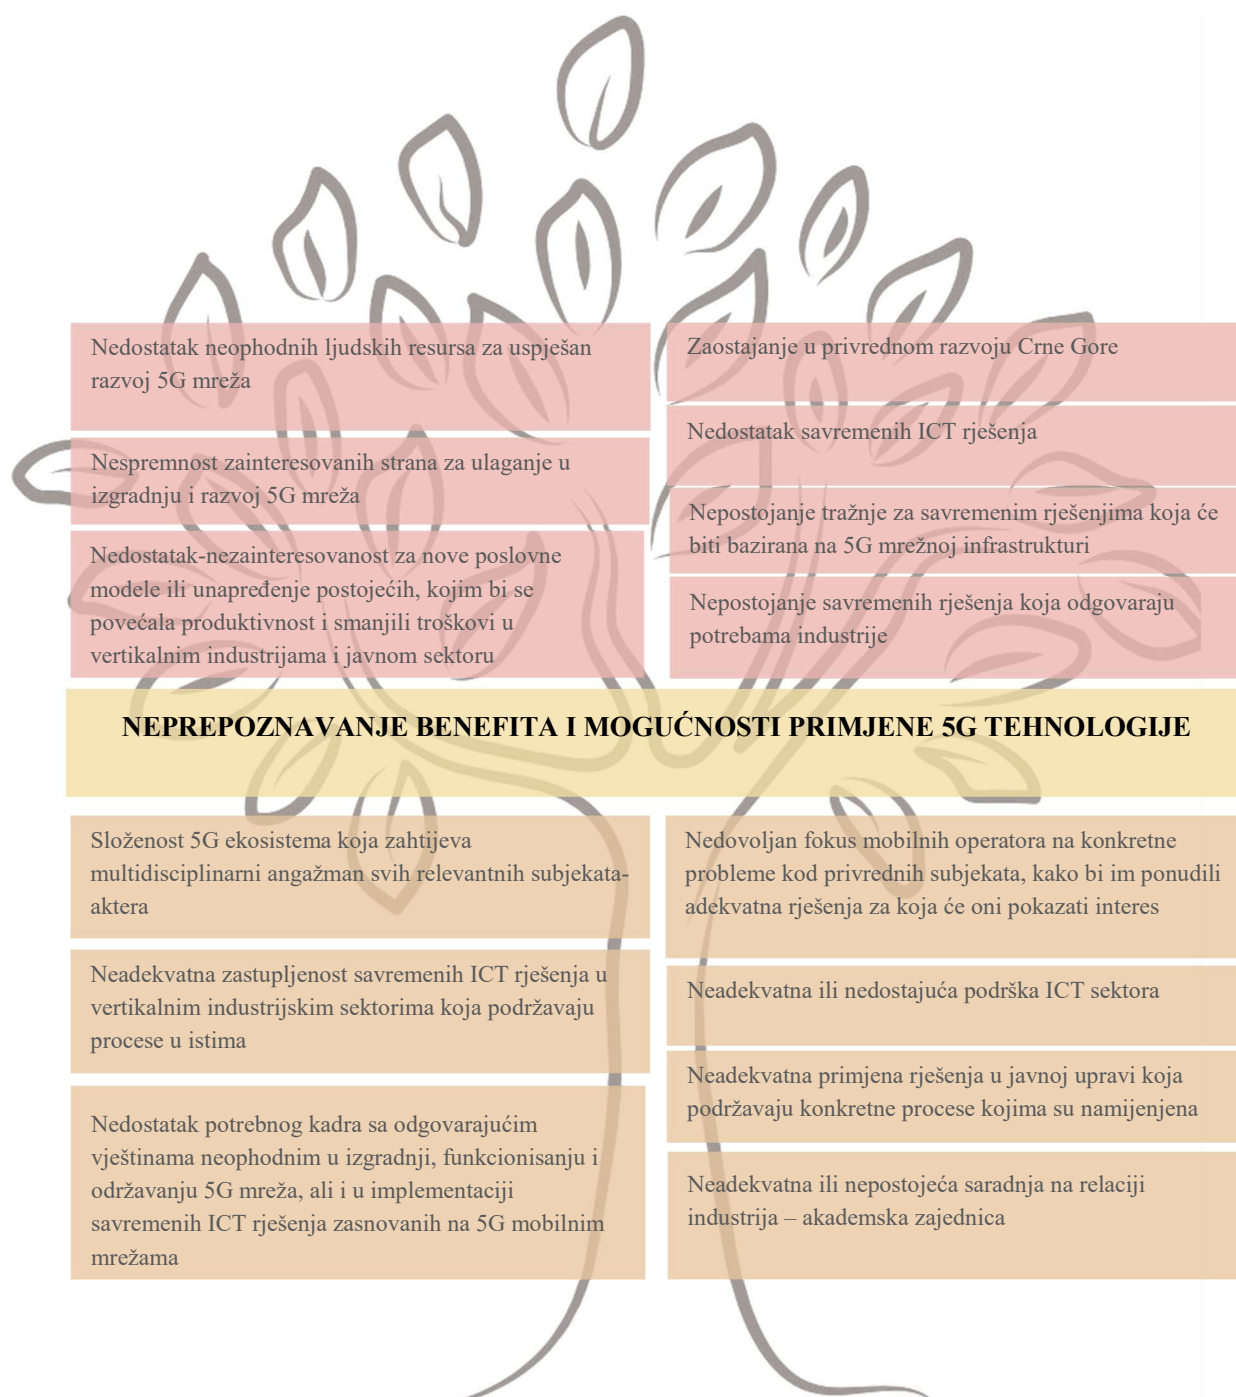 Nedostatak neophodnih ljudskih resursa za uspješan
razvoj 5G mreža
Nespremnost zainteresovanih strana za ulaganje u
izgradnju i razvoj 5G mreža
Nedostatak-nezainteresovanost za nove poslovne
modele ili unapređenje postojećih, kojim bi se
povećala produktivnost i smanjili troškovi u
vertikalnim industrijama i javnom sektoru
Zaostajanje u privrednom razvoju Crne Gore
Nedostatak savremenih ICT rješenja
Nepostojanje tražnje za savremenim rješenjima koja će
biti bazirana na 5G mrežnoj infrastrukturi
Nepostojanje savremenih rješenja koja odgovaraju
potrebama industrije
NEPREPOZNAVANJE BENEFITA I MOGUĆNOSTI PRIMJENE 5G TEHNOLOGIJE
Složenost 5G ekosistema koja zahtijeva
multidisciplinarni angažman svih relevantnih subjekata-
aktera
Neadekvatna zastupljenost savremenih ICT rješenja u
vertikalnim industrijskim sektorima koja podržavaju
procese u istima
Nedostatak potrebnog kadra sa odgovarajućim
vještinama neophodnim u izgradnji, funkcionisanju i
održavanju 5G mreža, ali i u implementaciji
savremenih ICT rješenja zasnovanih na 5G mobilnim
mrežama
Nedovoljan fokus mobilnih operatora na konkretne
probleme kod privrednih subjekata, kako bi im ponudili
adekvatna rješenja za koja će oni pokazati interes
Neadekvatna ili nedostajuća podrška ICT sektora
Neadekvatna primjena rješenja u javnoj upravi koja
podržavaju konkretne procese kojima su namijenjena
Neadekvatna ili nepostojeća saradnja na relaciji
industrija – akademska zajednica